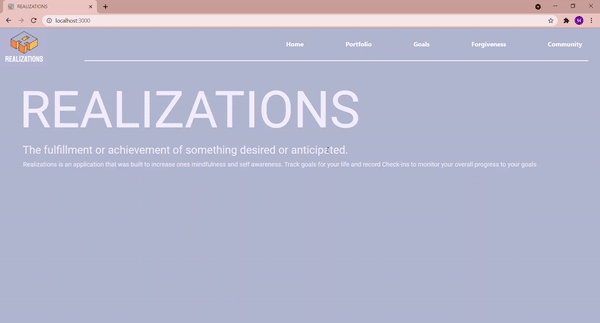 REALIZATIONS
localhost:3000
REALIZATIONS
Home Portfolio Goals Forgiveness Community
REALIZATIONS
The fulfillment or achievement of something desired or anticipated.
Realizations is an application that was built to increase ones mindfulness and self awareness. Track goals for your life and record Check-ins to monitor your overall progress to your goals.